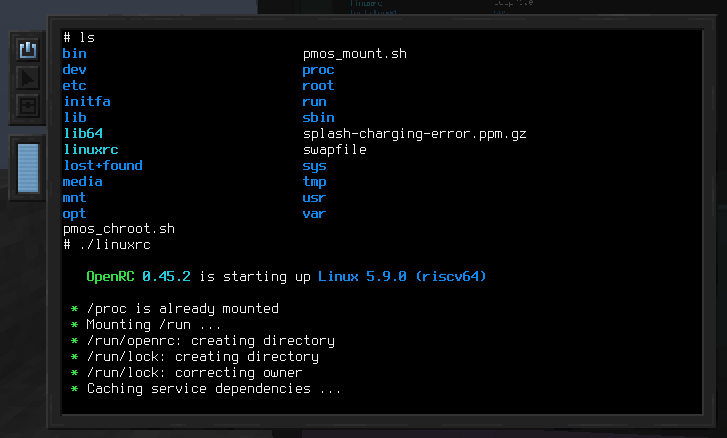 # ls
bin pmos_mount.sh
dev proc
etc root
initfa run
lib sbin
lib64 splash-charging-error.ppm.gz
linuxrc swapfile
lost+found sys
media tmp
mnt usr
opt var
pmos_chroot.sh
# ./linuxrc
OpenRC 0.45.2 is starting up Linux 5.9.0 (riscv64)
* /proc is already mounted
* Mounting /run ...
* /run/openrc: creating directory
* /run/lock: creating directory
* /run/lock: correcting owner
* Caching service dependencies ...